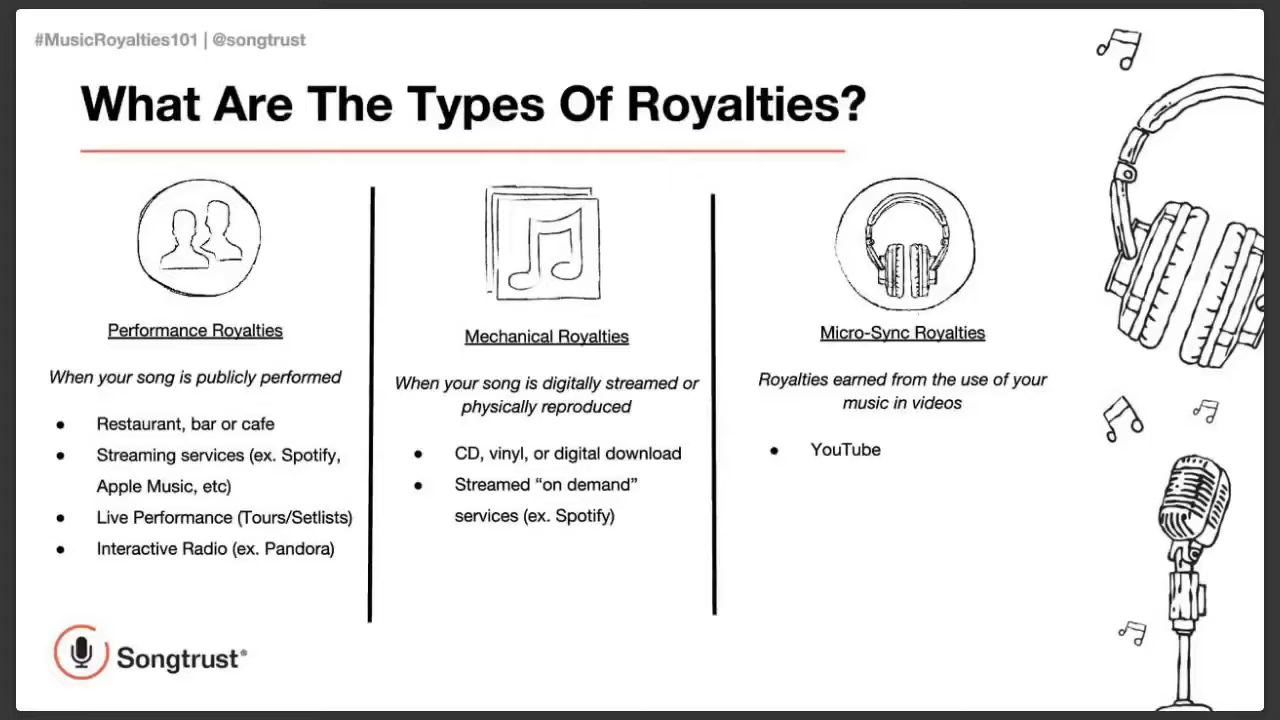 #MusicRoyalties101 | @songtrust
What Are The Types Of Royalties?
Performance Royalties
When your song is publicly performed
● Restaurant, bar or cafe
● Streaming services (ex. Spotify,
Apple Music, etc)
● Live Performance (Tours/Setlists)
● Interactive Radio (ex. Pandora)
Mechanical Royalties
When your song is digitally streamed or
physically reproduced
● CD, vinyl, or digital download
● Streamed “on demand”
services (ex. Spotify)
Micro-Sync Royalties
Royalties earned from the use of your
music in videos
● YouTube
Songtrust®